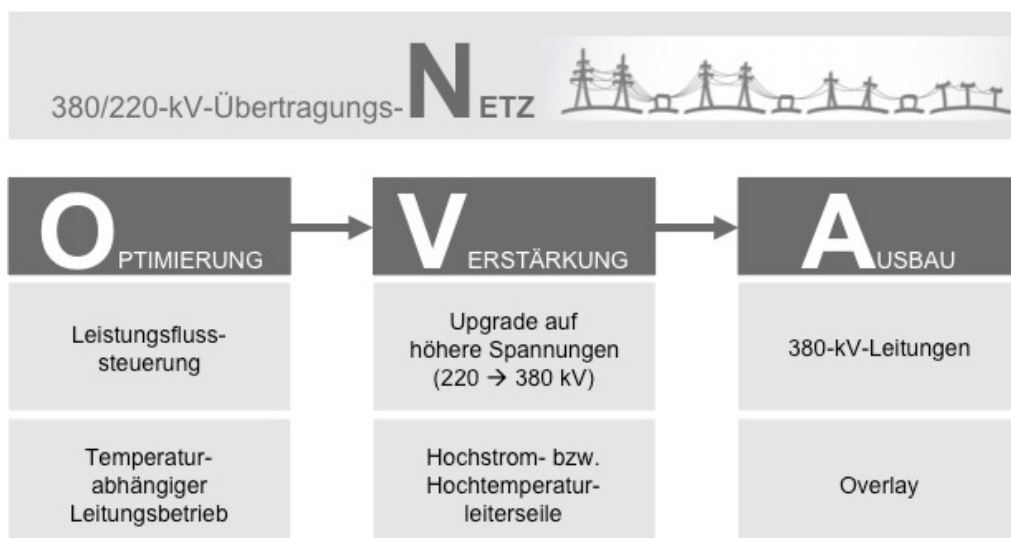 380/220-kV-Übertragungs-NETZ
OPTIMIERUNG
VERSTÄRKUNG
AUSBAU
Leistungsfluss-
steuerung
Upgrade auf
höhere Spannungen
(220 → 380 kV)
380-kV-Leitungen
Temperatur-
abhängiger
Leitungsbetrieb
Hochstrom- bzw.
Hochtemperatur-
leiterseile
Overlay